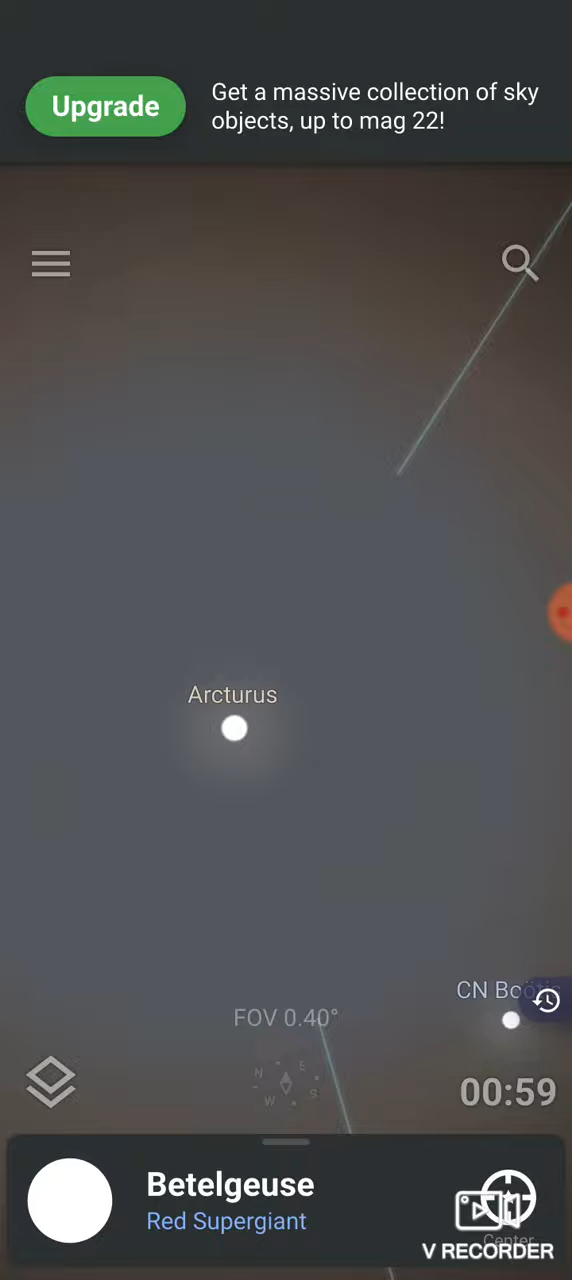 Upgrade
Get a massive collection of sky
objects, up to mag 22!
Arcturus
CN Boötis
FOV 0.40°
N
E
W
S
00:59
Betelgeuse
Red Supergiant
Center
V RECORDER